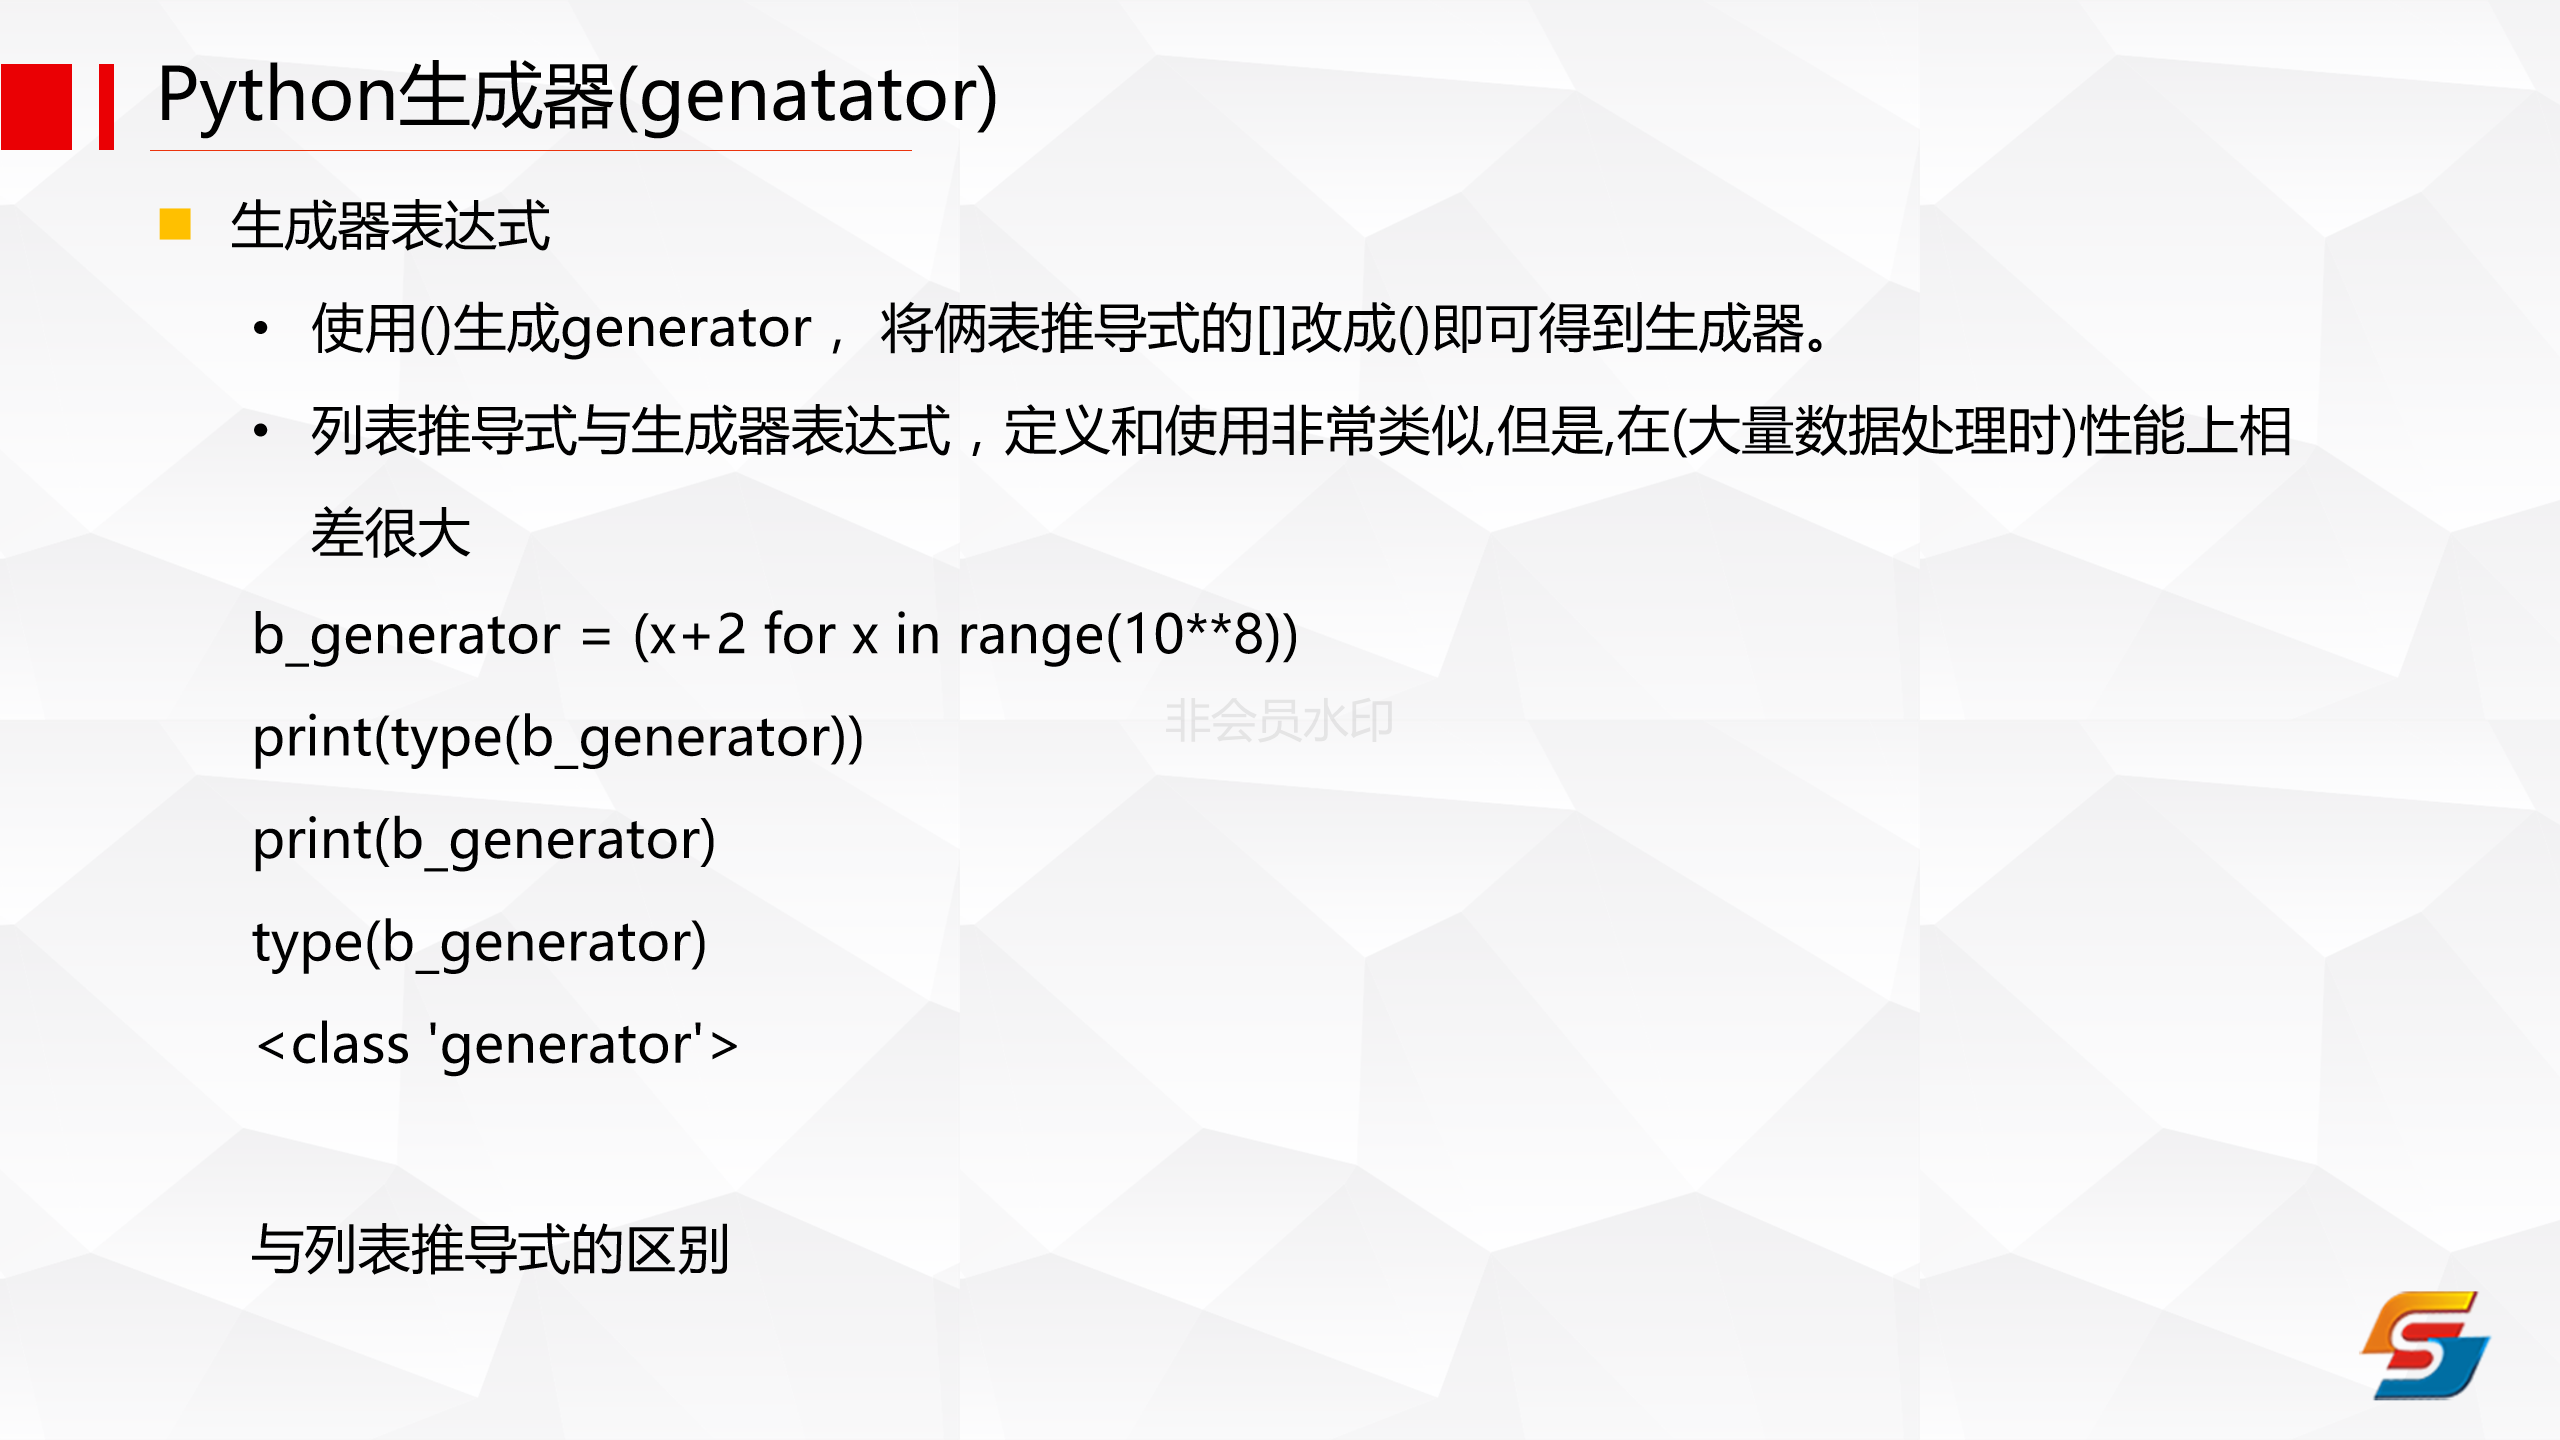 Python生成器(genatator)
生成器表达式
• 使用()生成generator， 将俩表推导式的[]改成()即可得到生成器。
• 列表推导式与生成器表达式，定义和使用非常类似,但是,在(大量数据处理时)性能上相
差很大
b_generator = (x+2 for x in range(10**8))
非会员水印
print(type(b_generator))
print(b_generator)
type(b_generator)
<class 'generator'>
与列表推导式的区别